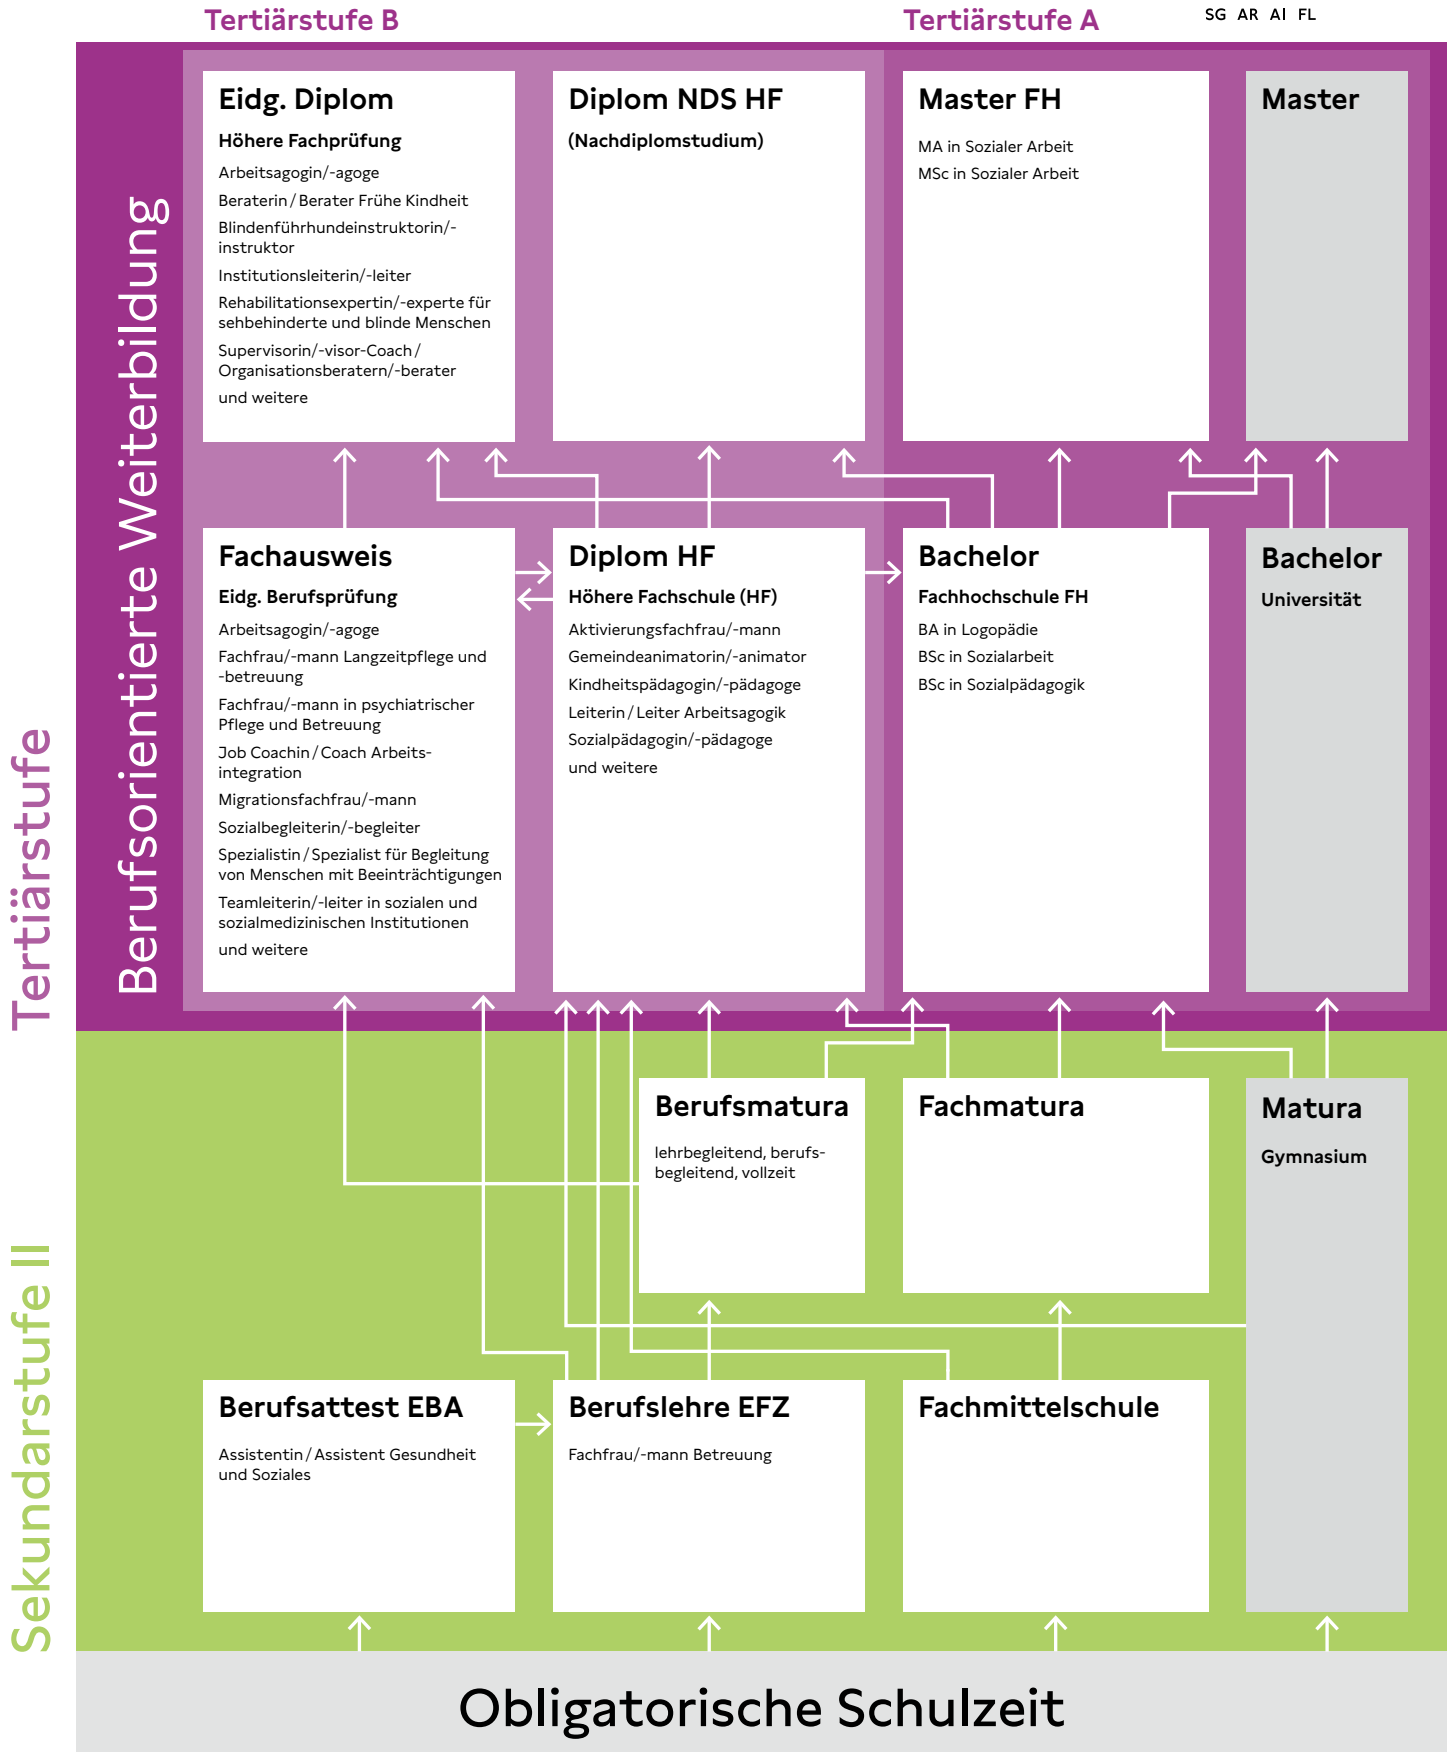 Tertiärstufe B
Tertiärstufe A
SG AR AI FL
Tertiärstufe
Berufsorientierte Weiterbildung
Eidg. Diplom
Höhere Fachprüfung
Arbeitsagogin/-agoge
Beraterin / Berater Frühe Kindheit
Blindenführhundeinstruktorin/-
instruktor
Institutionsleiterin/-leiter
Rehabilitationsexpertin/-experte für
sehbehinderte und blinde Menschen
Supervisorin/-visor-Coach /
Organisationsberatern/-berater
und weitere
Diplom NDS HF
(Nachdiplomstudium)
Master FH
MA in Sozialer Arbeit
MSc in Sozialer Arbeit
Master
Fachausweis
Eidg. Berufsprüfung
Arbeitsagogin/-agoge
Fachfrau/-mann Langzeitpflege und
-betreuung
Fachfrau/-mann in psychiatrischer
Pflege und Betreuung
Job Coachin / Coach Arbeits-
integration
Migrationsfachfrau/-mann
Sozialbegleiterin/-begleiter
Spezialistin / Spezialist für Begleitung
von Menschen mit Beeinträchtigungen
Teamleiterin/-leiter in sozialen und
sozialmedizinischen Institutionen
und weitere
Diplom HF
Höhere Fachschule (HF)
Aktivierungsfachfrau/-mann
Gemeindeanimatorin/-animator
Kindheitspädagogin/-pädagoge
Leiterin / Leiter Arbeitsagogik
Sozialpädagogin/-pädagoge
und weitere
Bachelor
Fachhochschule FH
BA in Logopädie
BSc in Sozialarbeit
BSc in Sozialpädagogik
Bachelor
Universität
Sekundarstufe II
Berufsmatura
lehrbegleitend, berufs-
begleitend, vollzeit
Fachmatura
Matura
Gymnasium
Berufsattest EBA
Assistentin / Assistent Gesundheit
und Soziales
Berufslehre EFZ
Fachfrau/-mann Betreuung
Fachmittelschule
Obligatorische Schulzeit